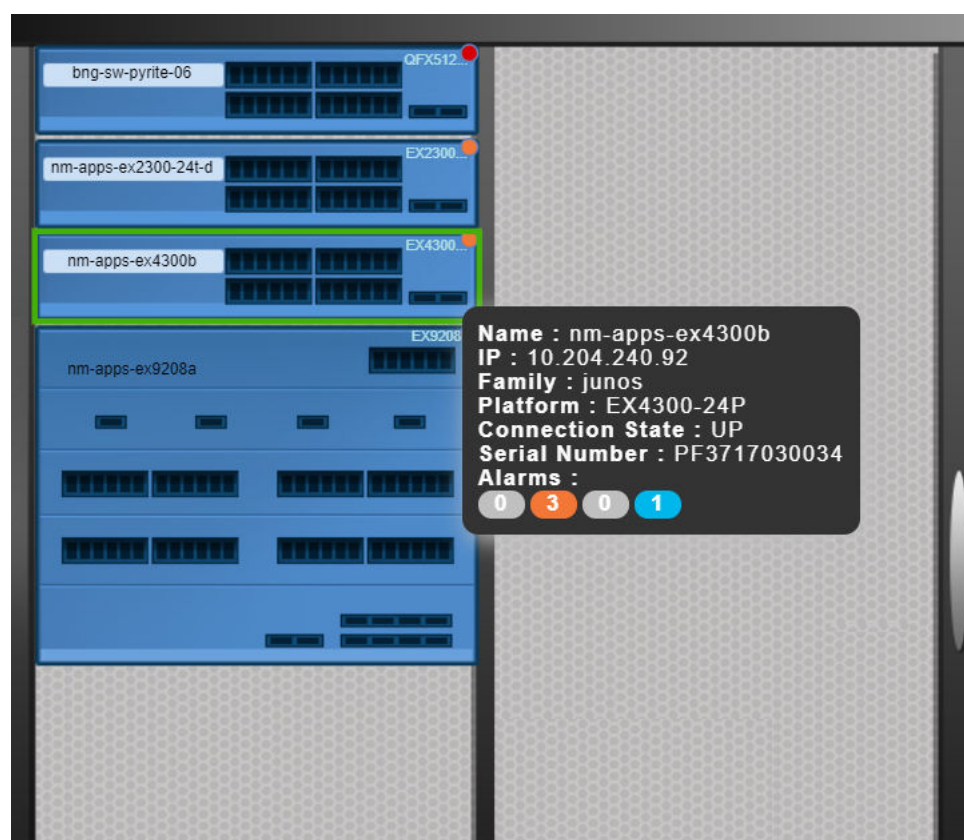 bng-sw-pyrite-06
QFX512...
nm-apps-ex2300-24t-d
EX2300...
nm-apps-ex4300b
EX4300...
nm-apps-ex9208a
EX9208
Name : nm-apps-ex4300b
IP : 10.204.240.92
Family : junos
Platform : EX4300-24P
Connection State : UP
Serial Number : PF3717030034
Alarms :
0 3 0 1